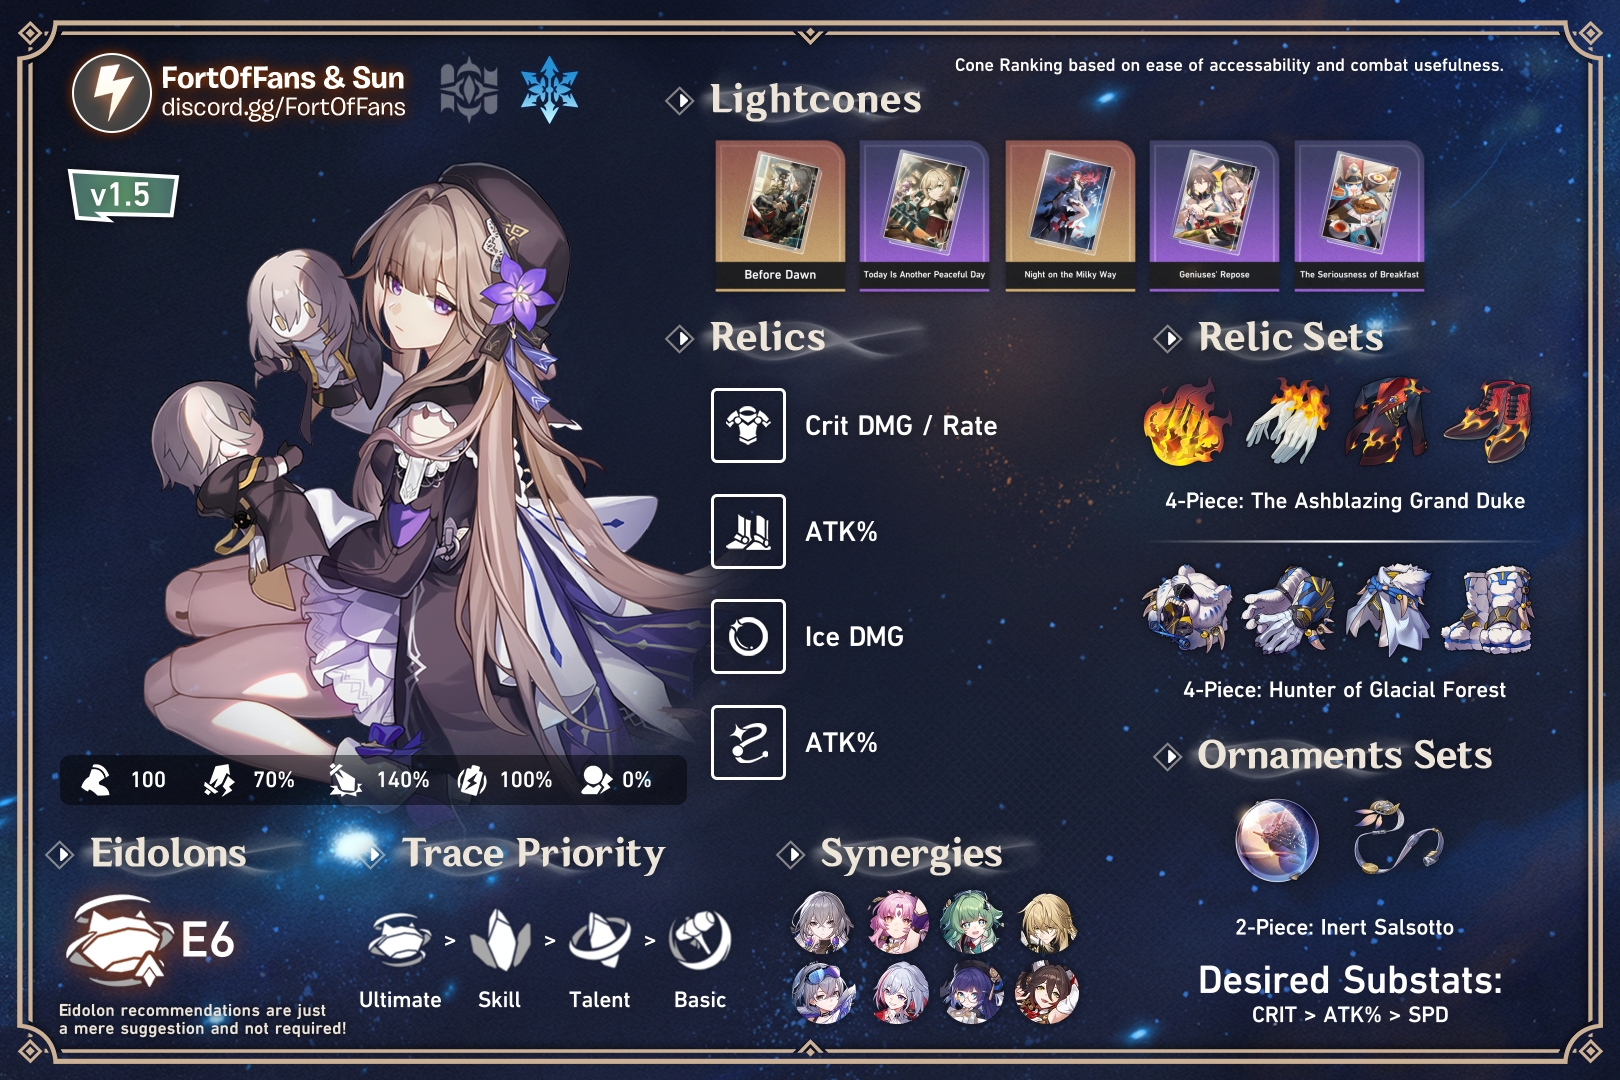 FortOfFans & Sun
discord.gg/FortOfFans
v1.5
Cone Ranking based on ease of accessability and combat usefulness.
Lightcones
Before Dawn
Today Is Another Peaceful Day
Night on the Milky Way
Geniuses' Repose
The Seriousness of Breakfast
Relics
Crit DMG / Rate
ATK%
Ice DMG
ATK%
Relic Sets
4-Piece: The Ashblazing Grand Duke
4-Piece: Hunter of Glacial Forest
Ornaments Sets
2-Piece: Inert Salsotto
Desired Substats:
CRIT > ATK% > SPD
100
70%
140%
100%
0%
Eidolons
E6
Eidolon recommendations are just
a mere suggestion and not required!
Trace Priority
> > >
Ultimate
Skill
Talent
Basic
Synergies